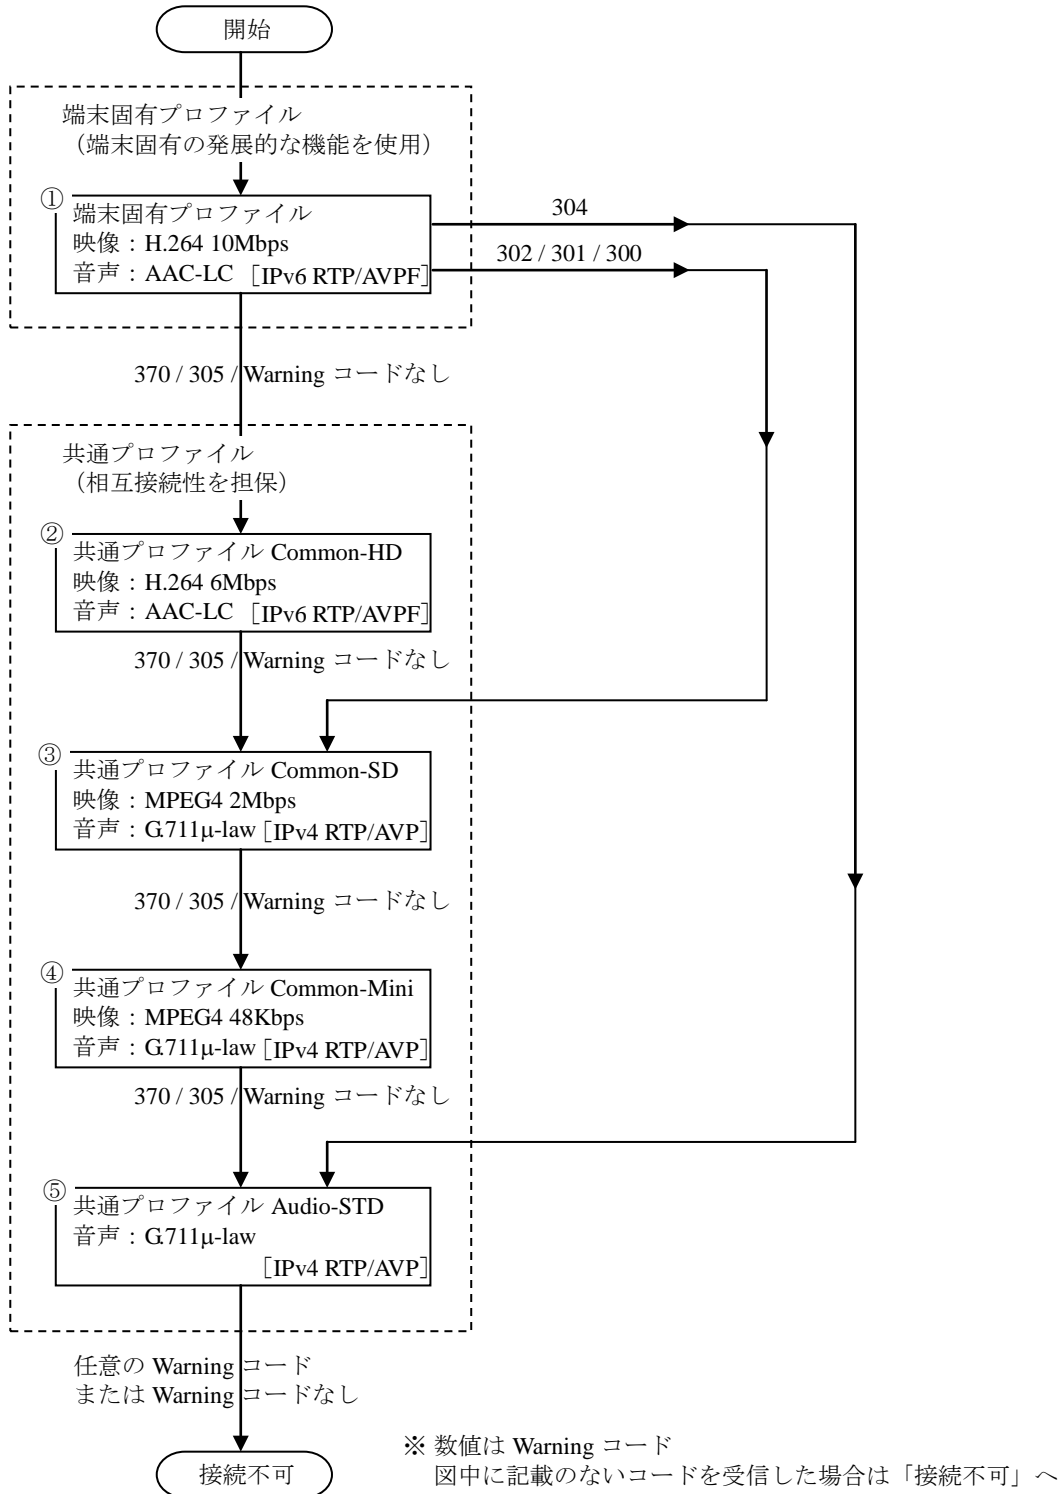 開始
端末固有プロファイル
（端末固有の発展的な機能を使用）
①
端末固有プロファイル
映像：H.264 10Mbps
音声：AAC-LC ［IPv6 RTP/AVPF］
304
302 / 301 / 300
370 / 305 / Warning コードなし
共通プロファイル
（相互接続性を担保）
②
共通プロファイル Common-HD
映像：H.264 6Mbps
音声：AAC-LC ［IPv6 RTP/AVPF］
370 / 305 / Warning コードなし
③
共通プロファイル Common-SD
映像：MPEG4 2Mbps
音声：G.711μ-law［IPv4 RTP/AVP］
370 / 305 / Warning コードなし
④
共通プロファイル Common-Mini
映像：MPEG4 48Kbps
音声：G.711μ-law［IPv4 RTP/AVP］
370 / 305 / Warning コードなし
⑤
共通プロファイル Audio-STD
音声：G.711μ-law
［IPv4 RTP/AVP］
任意の Warning コード
または Warning コードなし
接続不可
※ 数値は Warning コード
図中に記載のないコードを受信した場合は「接続不可」へ